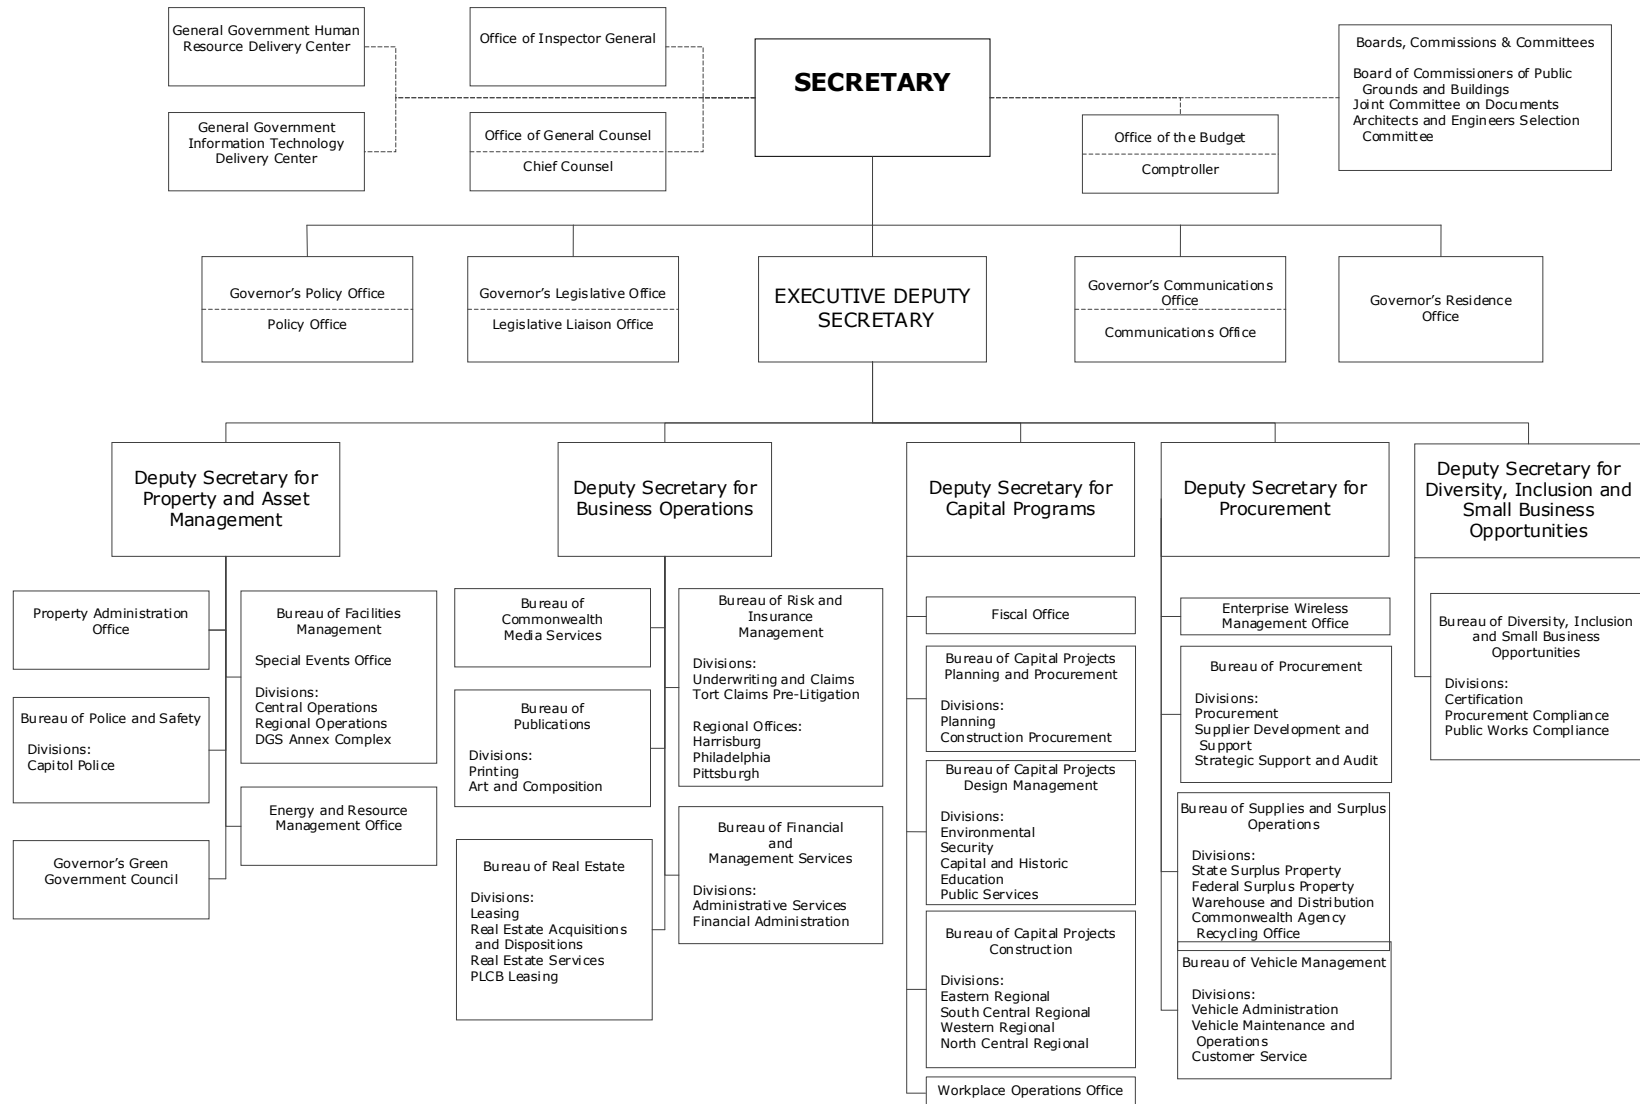 General Government Human
Resource Delivery Center
Office of Inspector General
SECRETARY
Boards, Commissions & Committees
Board of Commissioners of Public
Grounds and Buildings
Joint Committee on Documents
Architects and Engineers Selection
Committee
General Government
Information Technology
Delivery Center
Office of General Counsel
Chief Counsel
Office of the Budget
Comptroller
Governor's Policy Office
Policy Office
Governor's Legislative Office
Legislative Liaison Office
EXECUTIVE DEPUTY
SECRETARY
Governor's Communications
Office
Communications Office
Governor's Residence
Office
Deputy Secretary for
Property and Asset
Management
Deputy Secretary for
Business Operations
Deputy Secretary for
Capital Programs
Deputy Secretary for
Procurement
Deputy Secretary for
Diversity, Inclusion and
Small Business
Opportunities
Property Administration
Office
Bureau of Police and Safety
Divisions:
Capitol Police
Governor's Green
Government Council
Bureau of Facilities
Management
Special Events Office
Divisions:
Central Operations
Regional Operations
DGS Annex Complex
Energy and Resource
Management Office
Bureau of
Commonwealth
Media Services
Bureau of
Publications
Divisions:
Printing
Art and Composition
Bureau of Real Estate
Divisions:
Leasing
Real Estate Acquisitions
and Dispositions
Real Estate Services
PLCB Leasing
Bureau of Risk and
Insurance
Management
Divisions:
Underwriting and Claims
Tort Claims Pre-Litigation
Regional Offices:
Harrisburg
Philadelphia
Pittsburgh
Bureau of Financial
and
Management Services
Divisions:
Administrative Services
Financial Administration
Fiscal Office
Bureau of Capital Projects
Planning and Procurement
Divisions:
Planning
Construction Procurement
Bureau of Capital Projects
Design Management
Divisions:
Environmental
Security
Capital and Historic
Education
Public Services
Bureau of Capital Projects
Construction
Divisions:
Eastern Regional
South Central Regional
Western Regional
North Central Regional
Workplace Operations Office
Enterprise Wireless
Management Office
Bureau of Procurement
Divisions:
Procurement
Supplier Development and
Support
Strategic Support and Audit
Bureau of Supplies and Surplus
Operations
Divisions:
State Surplus Property
Federal Surplus Property
Warehouse and Distribution
Commonwealth Agency
Recycling Office
Bureau of Vehicle Management
Divisions:
Vehicle Administration
Vehicle Maintenance and
Operations
Customer Service
Bureau of Diversity, Inclusion
and Small Business
Opportunities
Divisions:
Certification
Procurement Compliance
Public Works Compliance